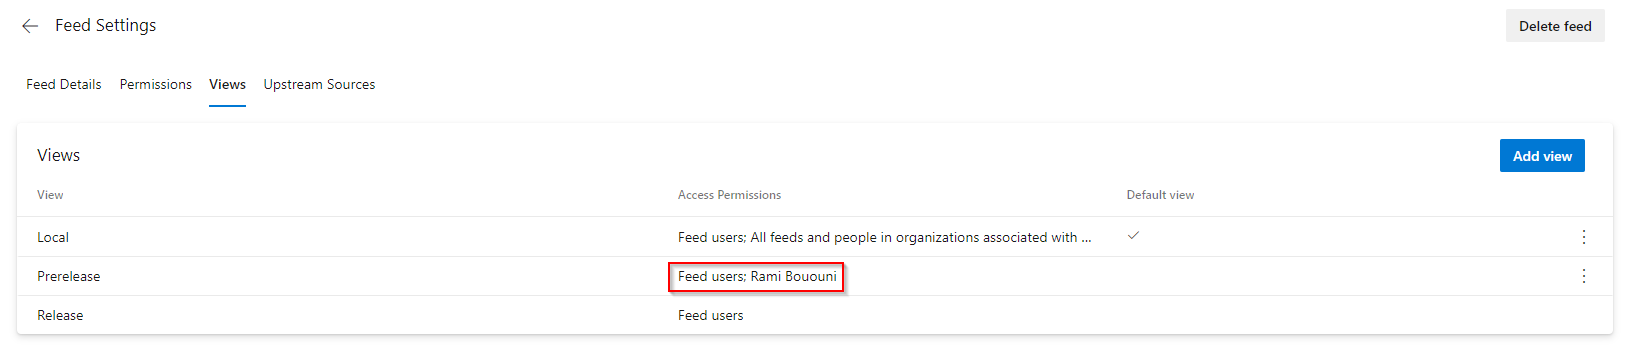 Feed Settings
Delete feed
Feed Details Permissions Views Upstream Sources
Views
Add view
View Access Permissions Default view
Local Feed users; All feeds and people in organizations associated with ...
Prerelease Feed users; Rami Bououni
Release Feed users